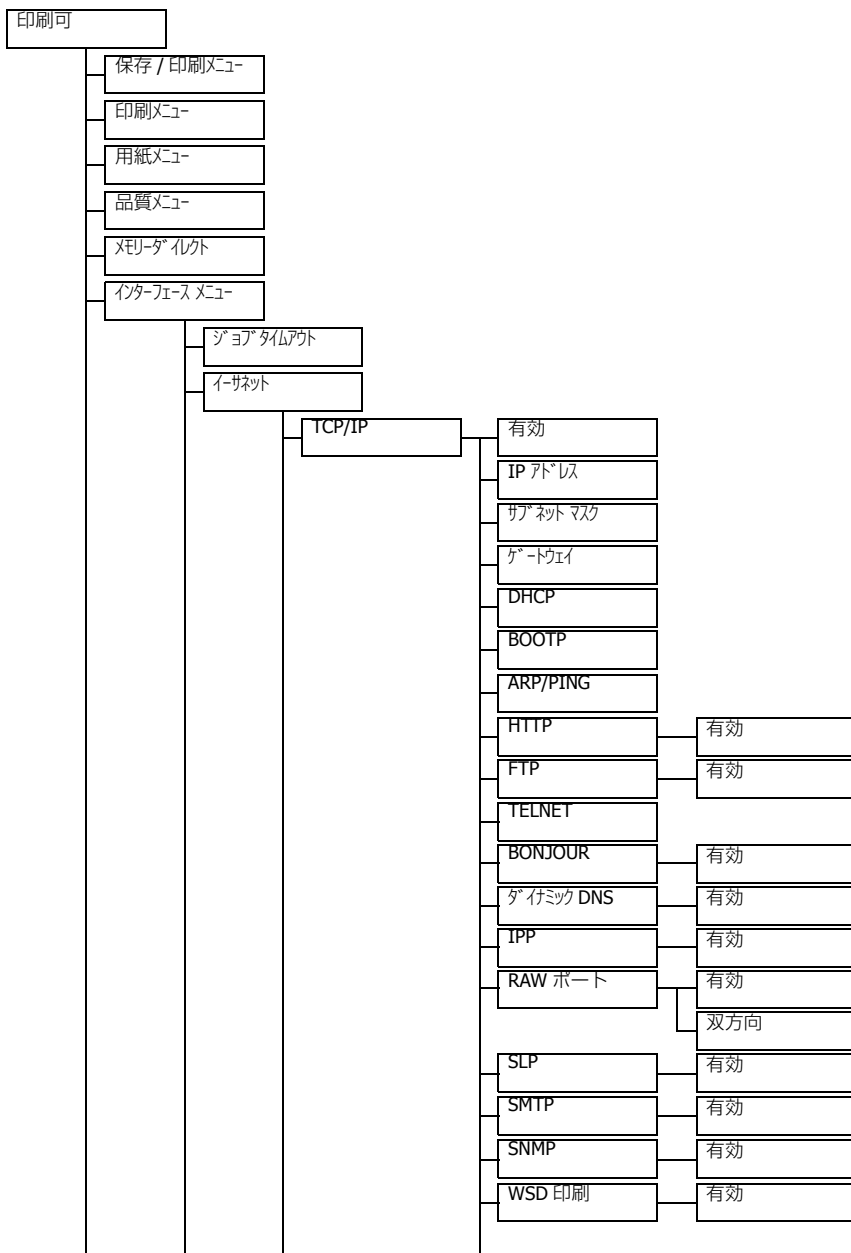 印刷可
保存 / 印刷ﾒﾆｭｰ
印刷ﾒﾆｭｰ
用紙ﾒﾆｭｰ
品質ﾒﾆｭｰ
ﾒﾓﾘｰﾀﾞｲﾚｸﾄ
ｲﾝﾀｰﾌｪｰｽ ﾒﾆｭｰ
ｼﾞｮﾌﾞﾀｲﾑｱｳﾄ
ｲｰｻﾈｯﾄ
TCP/IP
有効
IP ｱﾄﾞﾚｽ
ｻﾌﾞﾈｯﾄ ﾏｽｸ
ｹﾞｰﾄｳｪｲ
DHCP
BOOTP
ARP/PING
HTTP 有効
FTP 有効
TELNET
BONJOUR 有効
ﾀﾞｲﾅﾐｯｸ DNS 有効
IPP 有効
RAW ポート 有効
双方向
SLP 有効
SMTP 有効
SNMP 有効
WSD 印刷 有効